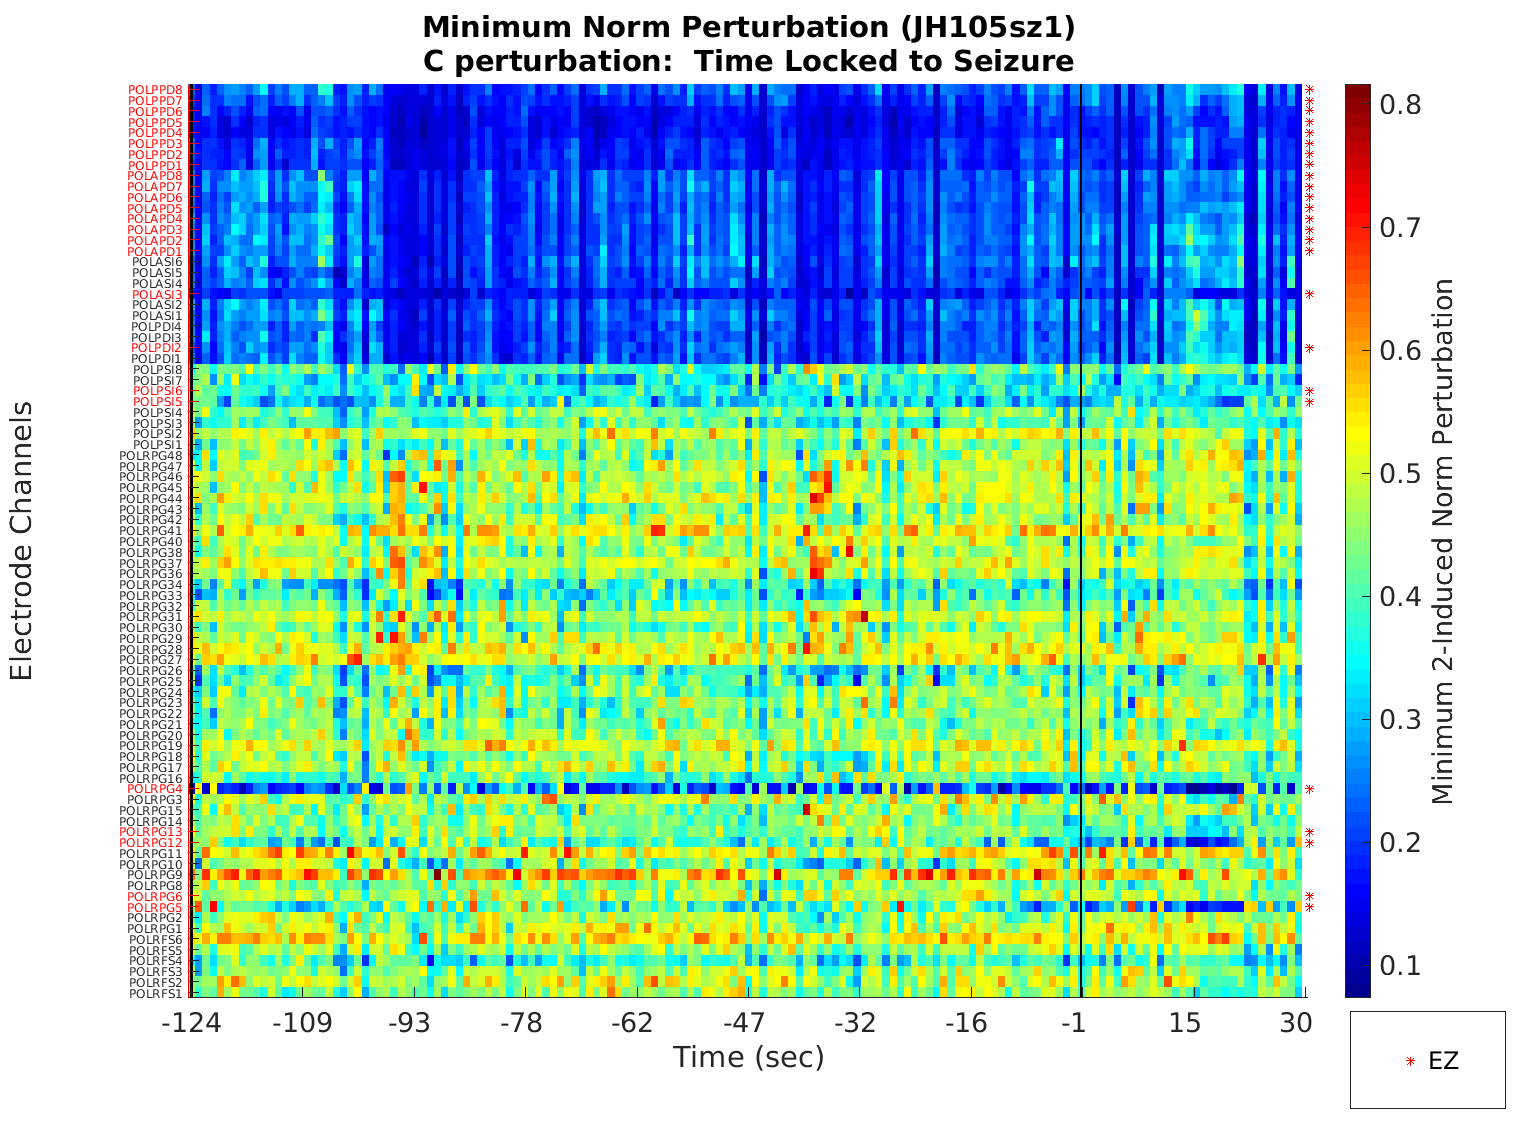 Minimum Norm Perturbation (JH105sz1)
C perturbation:  Time Locked to Seizure
Electrode Channels
POLPPD8
POLPPD7
POLPPD6
POLPPD5
POLPPD4
POLPPD3
POLPPD2
POLPPD1
POLAPD8
POLAPD7
POLAPD6
POLAPD5
POLAPD4
POLAPD3
POLAPD2
POLAPD1
POLASI6
POLASI5
POLASI4
POLASI3
POLASI2
POLASI1
POLPDI4
POLPDI3
POLPDI2
POLPDI1
POLPSI8
POLPSI7
POLPSI6
POLPSI5
POLPSI4
POLPSI3
POLPSI2
POLPSI1
POLRPG48
POLRPG47
POLRPG46
POLRPG45
POLRPG44
POLRPG43
POLRPG42
POLRPG41
POLRPG40
POLRPG38
POLRPG37
POLRPG36
POLRPG34
POLRPG33
POLRPG32
POLRPG31
POLRPG30
POLRPG29
POLRPG28
POLRPG27
POLRPG26
POLRPG25
POLRPG24
POLRPG23
POLRPG22
POLRPG21
POLRPG20
POLRPG19
POLRPG18
POLRPG17
POLRPG16
POLRPG4
POLRPG3
POLRPG15
POLRPG14
POLRPG13
POLRPG12
POLRPG11
POLRPG10
POLRPG9
POLRPG8
POLRPG6
POLRPG5
POLRPG2
POLRPG1
POLRFS6
POLRFS5
POLRFS4
POLRFS3
POLRFS2
POLRFS1
-124 -109 -93 -78 -62 -47 -32 -16 -1 15 30
Time (sec)
0.8
0.7
0.6
0.5
0.4
0.3
0.2
0.1
Minimum 2-Induced Norm Perturbation
EZ